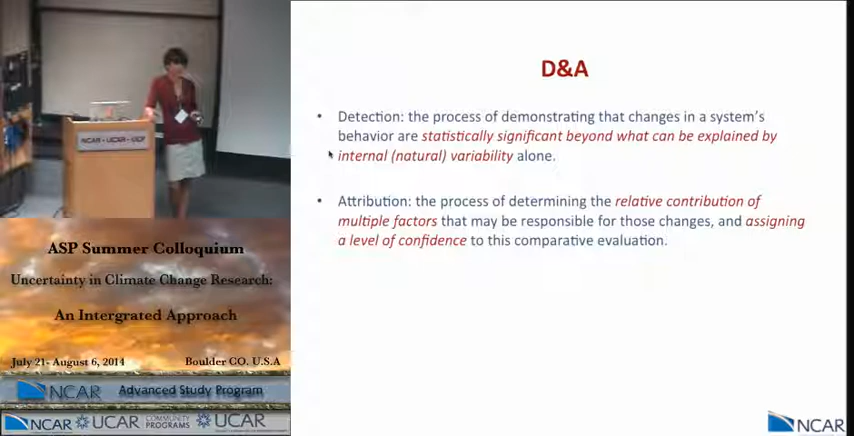 NCAR - UCAR - UCP
ASP Summer Colloquium
Uncertainty in Climate Change Research:
An Intergrated Approach
July 21- August 6, 2014 Boulder CO. U.S.A
NCAR Advanced Study Program
NCAR UCAR COMMUNITY PROGRAMS UCAR
D&A
• Detection: the process of demonstrating that changes in a system's
behavior are statistically significant beyond what can be explained by
internal (natural) variability alone.
• Attribution: the process of determining the relative contribution of
multiple factors that may be responsible for those changes, and assigning
a level of confidence to this comparative evaluation.
NCAR